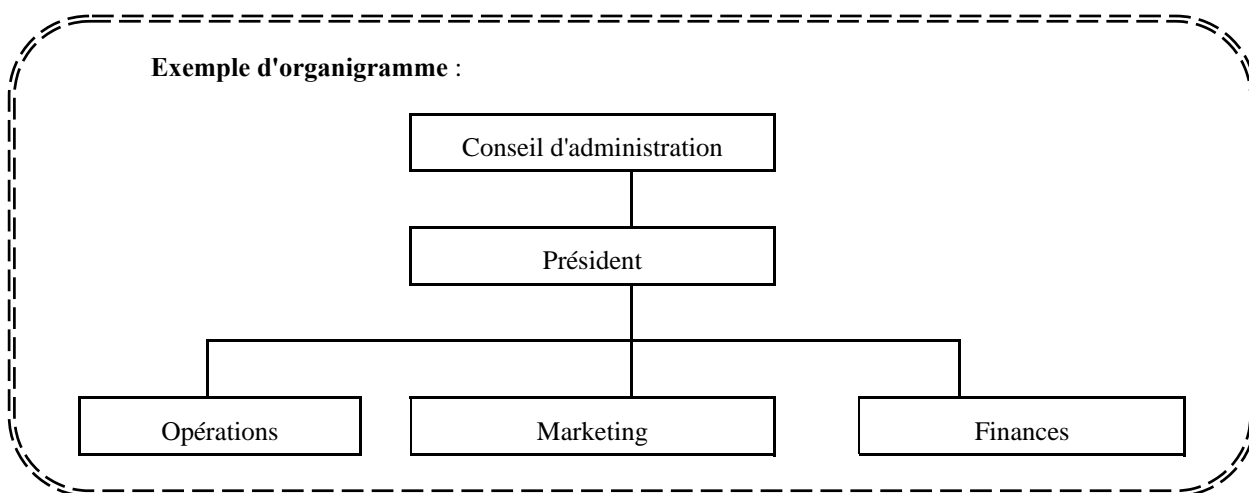 Exemple d'organigramme :
Conseil d'administration
Président
Opérations
Marketing
Finances